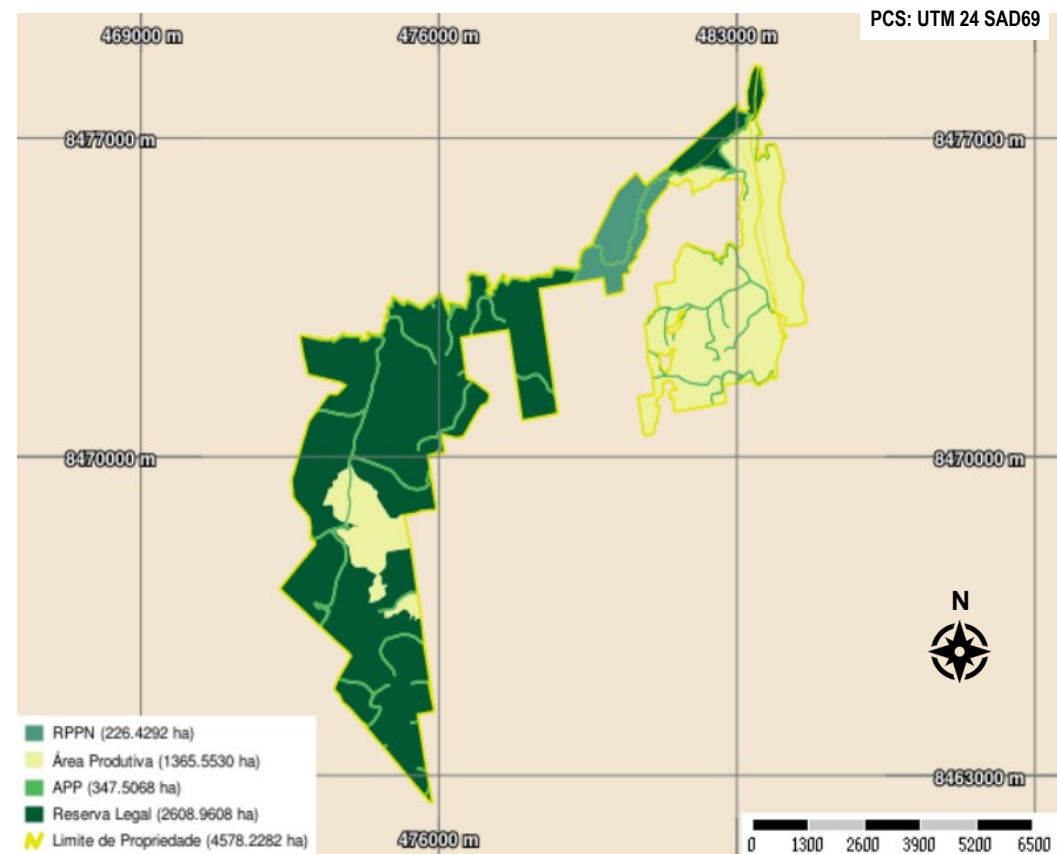 PCS: UTM 24 SAD69
469000 m 476000 m 483000 m
8477000 m 8477000 m
8470000 m 8470000 m
N
RPPN (226.4292 ha)
Área Produtiva (1365.5530 ha)
APP (347.5068 ha)
Reserva Legal (2608.9608 ha)
Limite de Propriedade (4578.2282 ha)
8463000 m
476000 m
0 1300 2600 3900 5200 6500